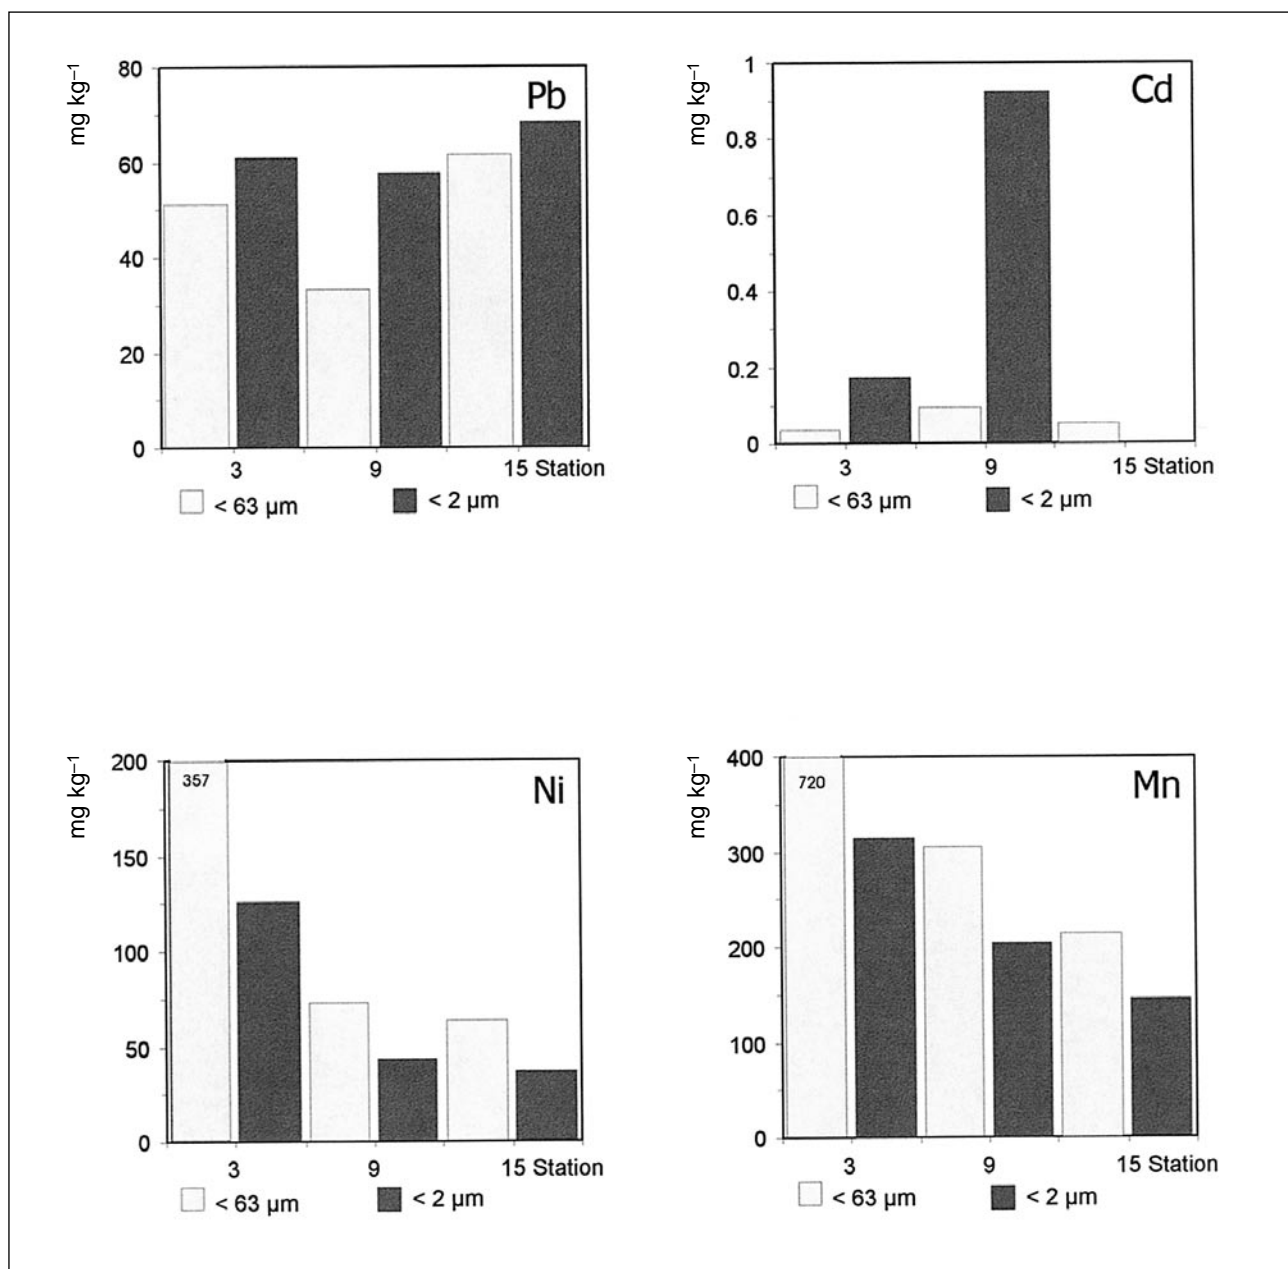 mg kg⁻¹
80
60
40
20
0
Pb
3 9 15 Station
< 63 µm < 2 µm
mg kg⁻¹
1
0.8
0.6
0.4
0.2
0
Cd
3 9 15 Station
< 63 µm < 2 µm
mg kg⁻¹
200
150
100
50
0
357
Ni
3 9 15 Station
< 63 µm < 2 µm
mg kg⁻¹
400
300
200
100
0
720
Mn
3 9 15 Station
< 63 µm < 2 µm